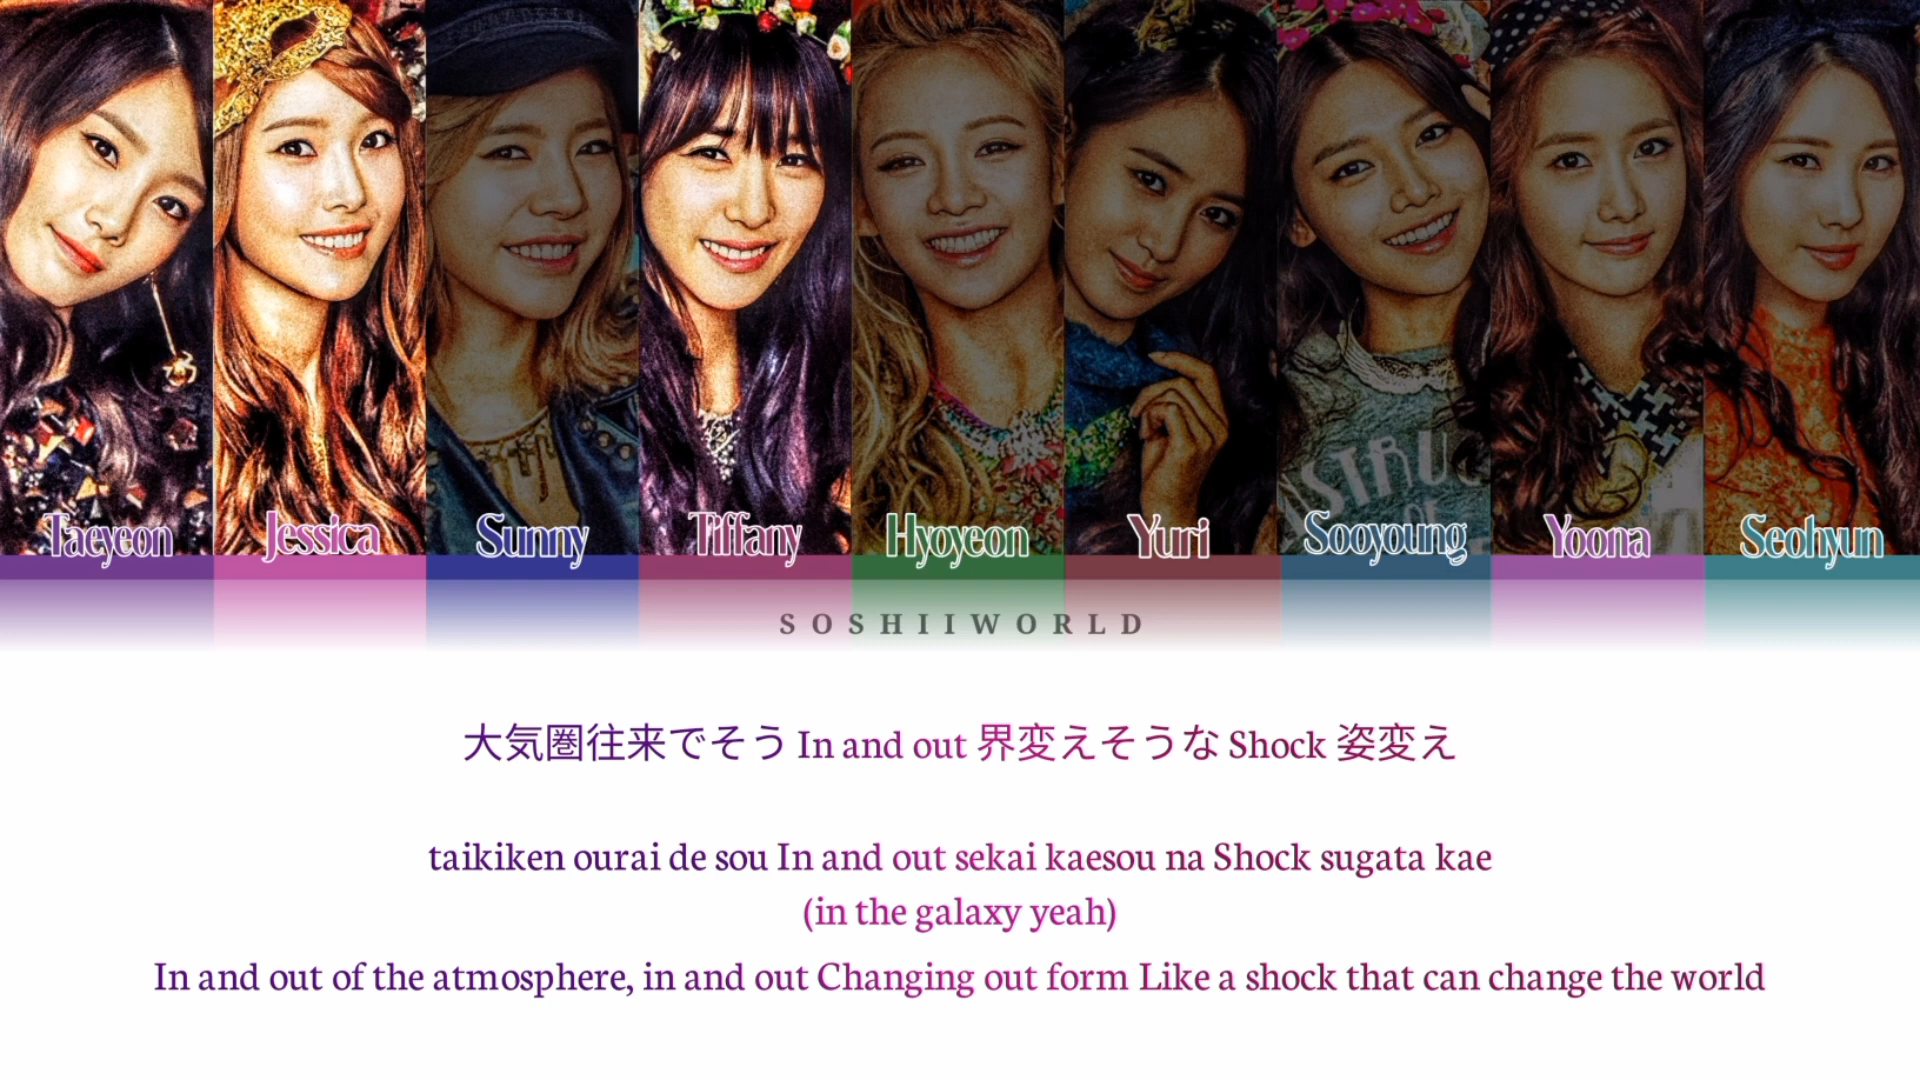 Taeyeon Jessica Sunny Tiffany Hyoyeon Yuri Sooyoung Yoona Seohyun
SOSHIIWORLD
大気圏往来でそう In and out 界変えそうな Shock 姿変え
taikiken ourai de sou In and out sekai kaesou na Shock sugata kae
(in the galaxy yeah)
In and out of the atmosphere, in and out Changing out form Like a shock that can change the world